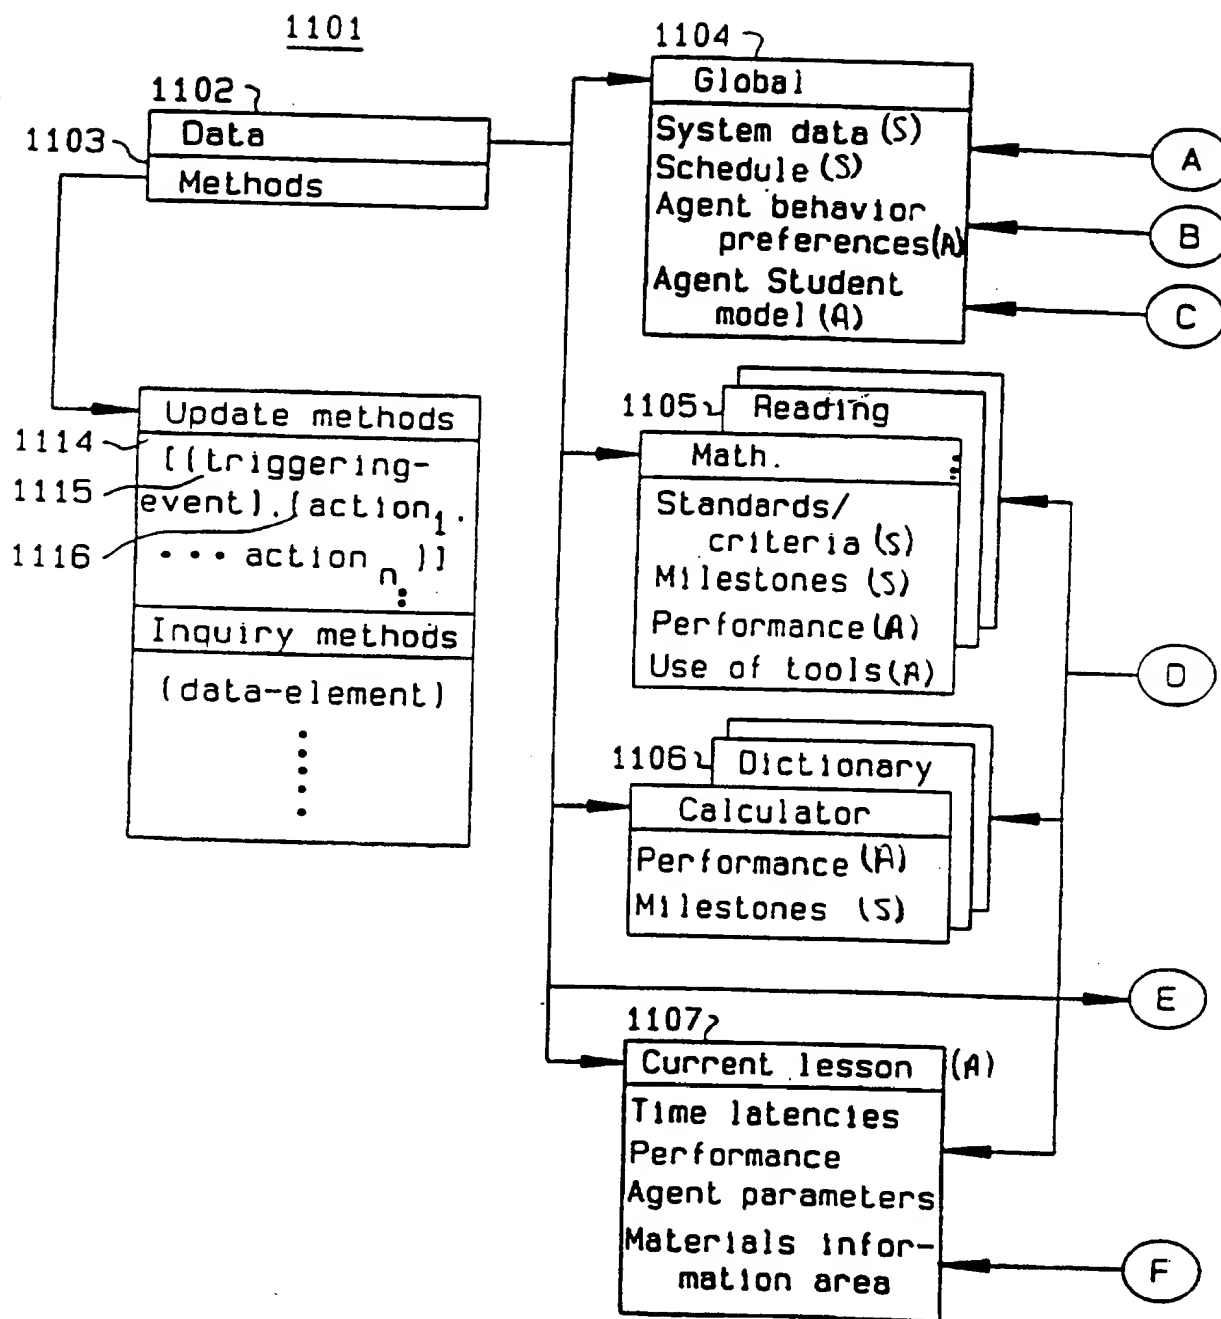 1101
1102
Data
1103
Methods
Update methods
1114
[((triggering-
1115
event),(action1.
1116
••• action n )]]
Inquiry methods
(data-element)
1104
Global
System data (S)
Schedule (S)
Agent behavior
preferences(A)
Agent Student
model (A)
A
B
C
1105
Reading
Math.
Standards/
criteria (S)
Milestones (S)
Performance (A)
Use of tools (A)
D
1106
Dictionary
Calculator
Performance (A)
Milestones (S)
E
1107
Current lesson (A)
Time latencies
Performance
Agent parameters
Materials infor-
mation area
F